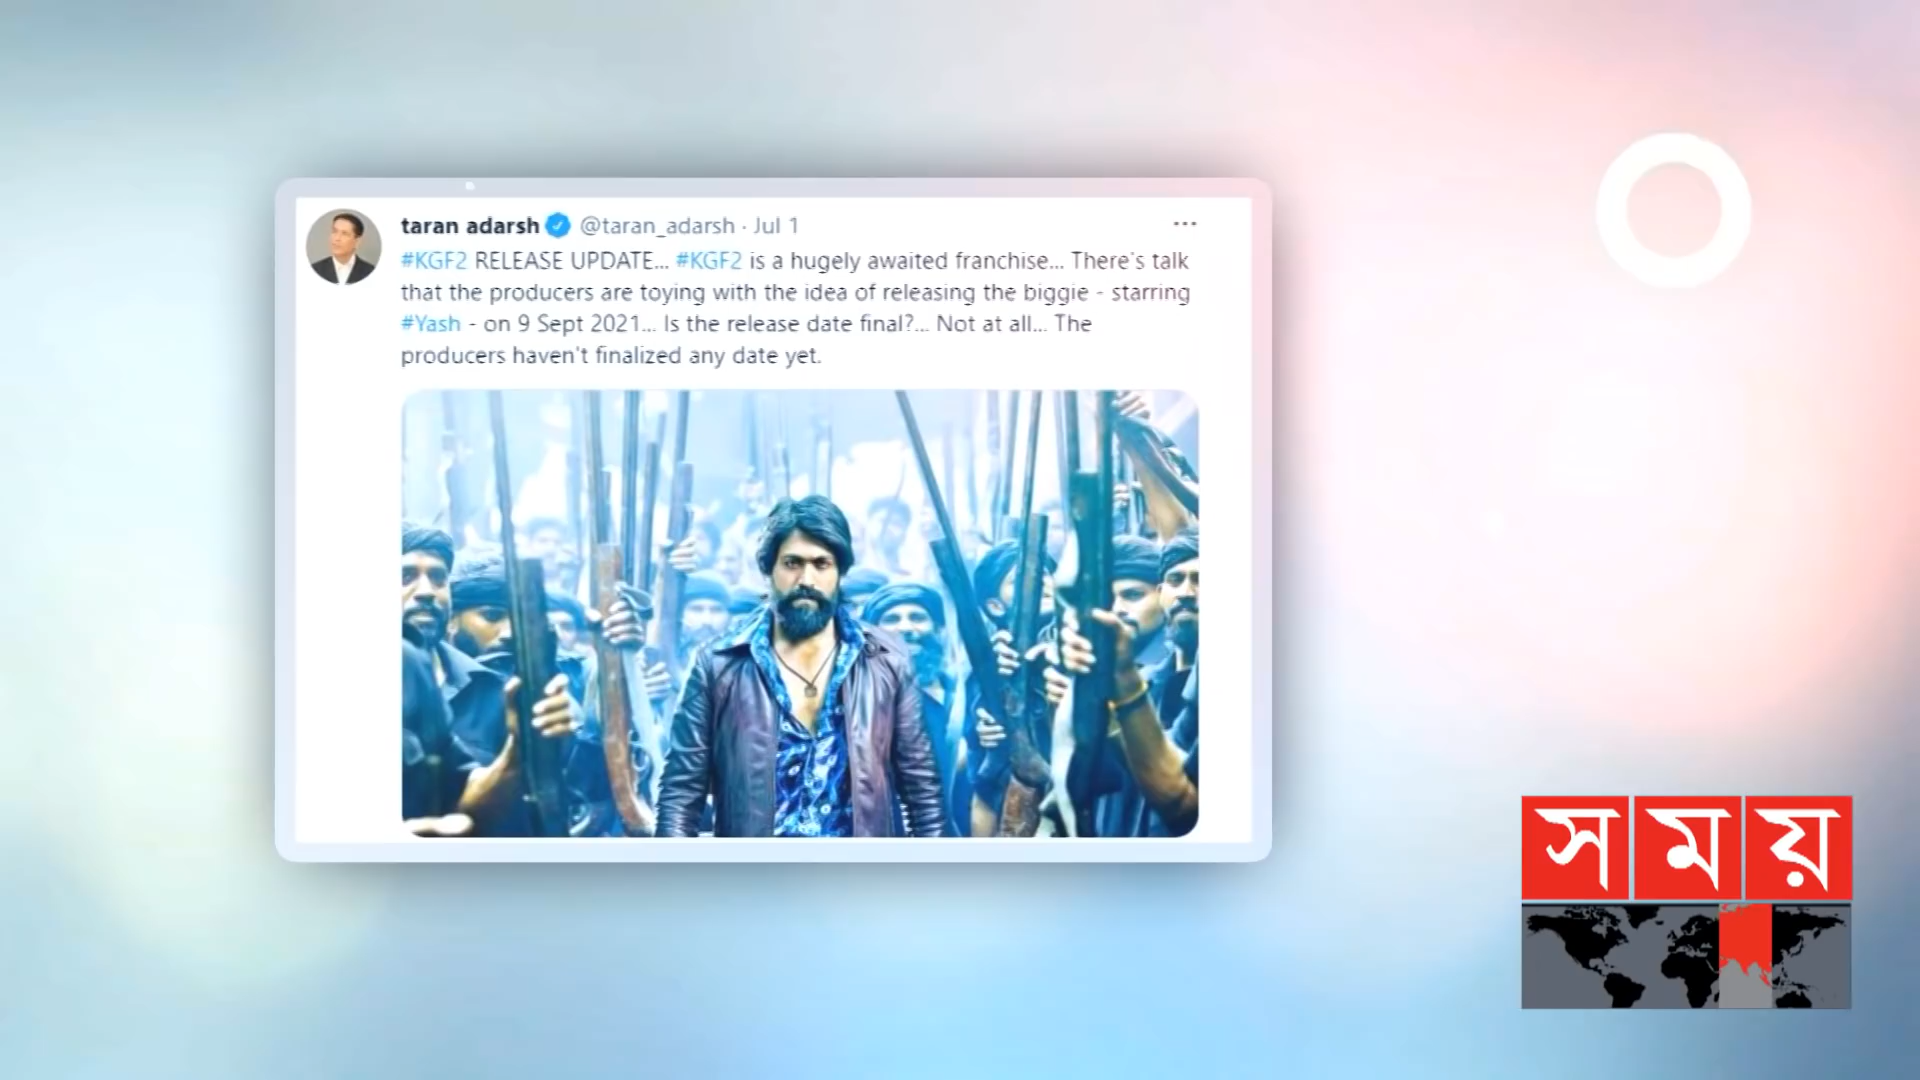 taran adarsh @taran_adarsh · Jul 1
#KGF2 RELEASE UPDATE... #KGF2 is a hugely awaited franchise... There's talk
that the producers are toying with the idea of releasing the biggie - starring
#Yash - on 9 Sept 2021... Is the release date final?... Not at all... The
producers haven't finalized any date yet.
সময়